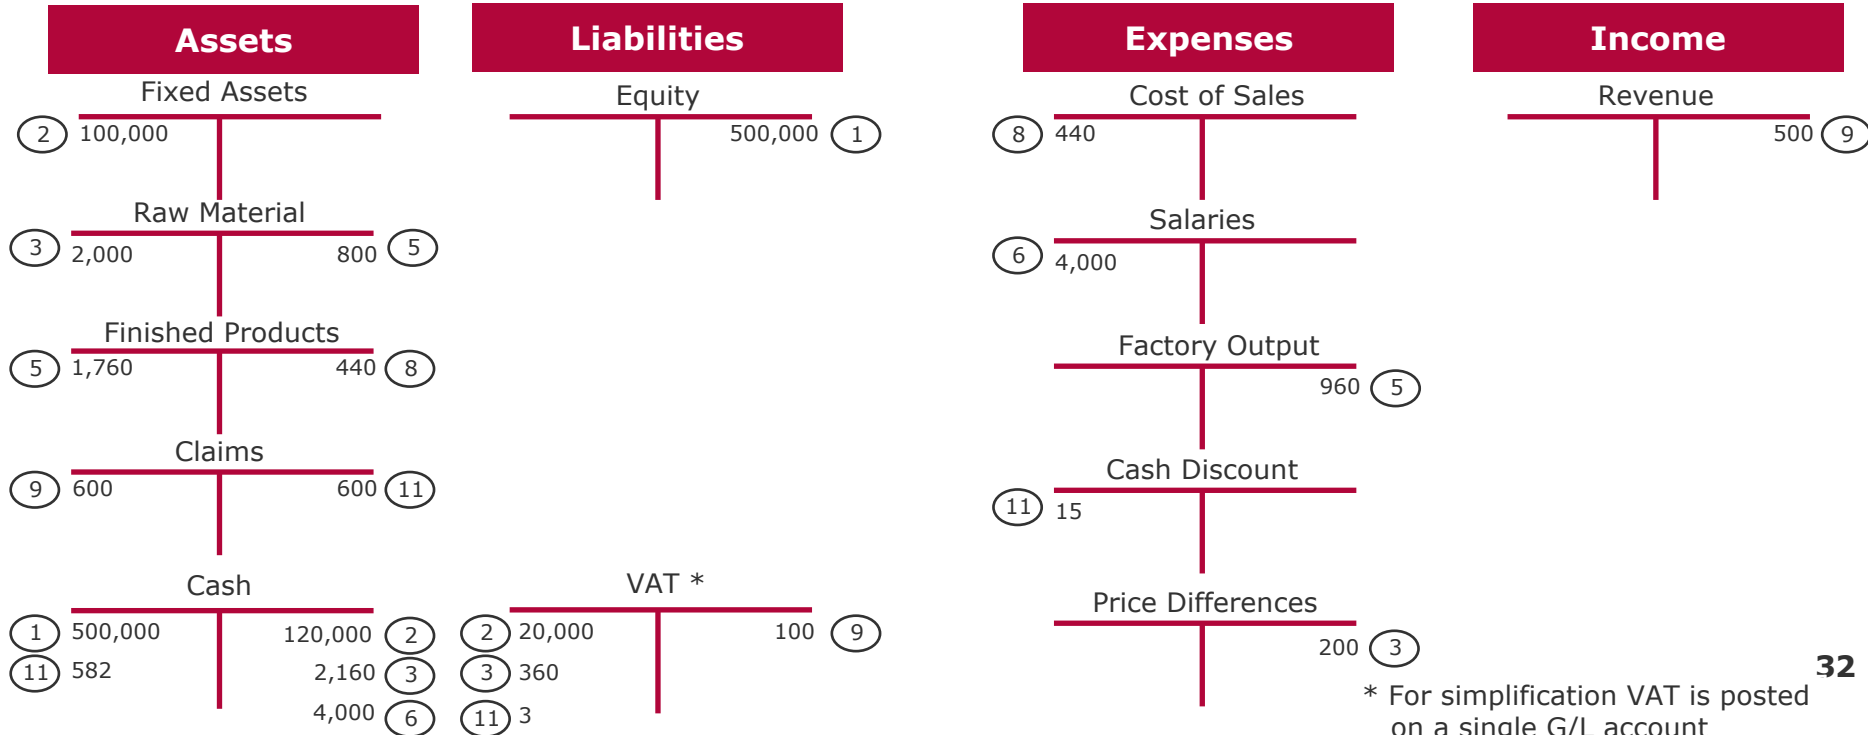 Assets
Liabilities
Expenses
Income
Fixed Assets
2 100,000
Equity
500,000 1
Cost of Sales
8 440
Revenue
500 9
Raw Material
3 2,000 800 5
Salaries
6 4,000
Finished Products
5 1,760 440 8
Factory Output
960 5
Claims
9 600 600 11
Cash Discount
11 15
Cash
1 500,000 120,000 2
11 582 2,160 3
4,000 6
VAT *
2 20,000 100 9
3 360
11 3
Price Differences
200 3
32
* For simplification VAT is posted
on a single G/L account